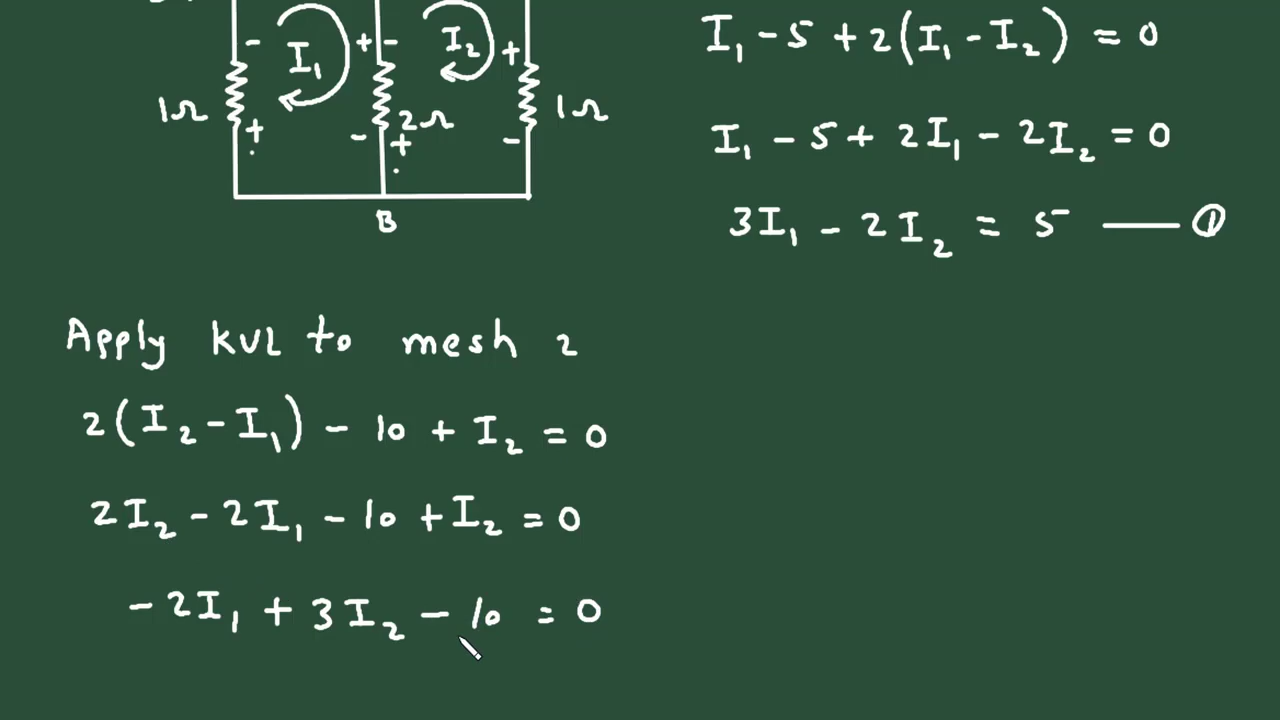 - I₁ + - I₂ +
1Ω 2Ω 1Ω
+ - + -
B
I₁ - 5 + 2(I₁ - I₂) = 0
I₁ - 5 + 2I₁ - 2I₂ = 0
3I₁ - 2I₂ = 5 —— ①
Apply KVL to mesh 2
2(I₂ - I₁) - 10 + I₂ = 0
2I₂ - 2I₁ - 10 + I₂ = 0
- 2I₁ + 3I₂ - 10 = 0